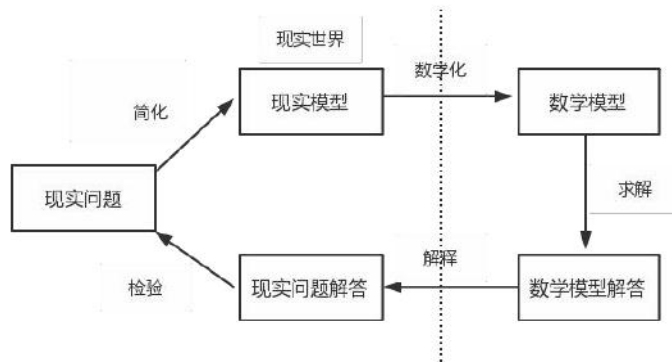 现实世界
数学化
现实模型
数学模型
简化
现实问题
求解
解释
检验
现实问题解答
数学模型解答